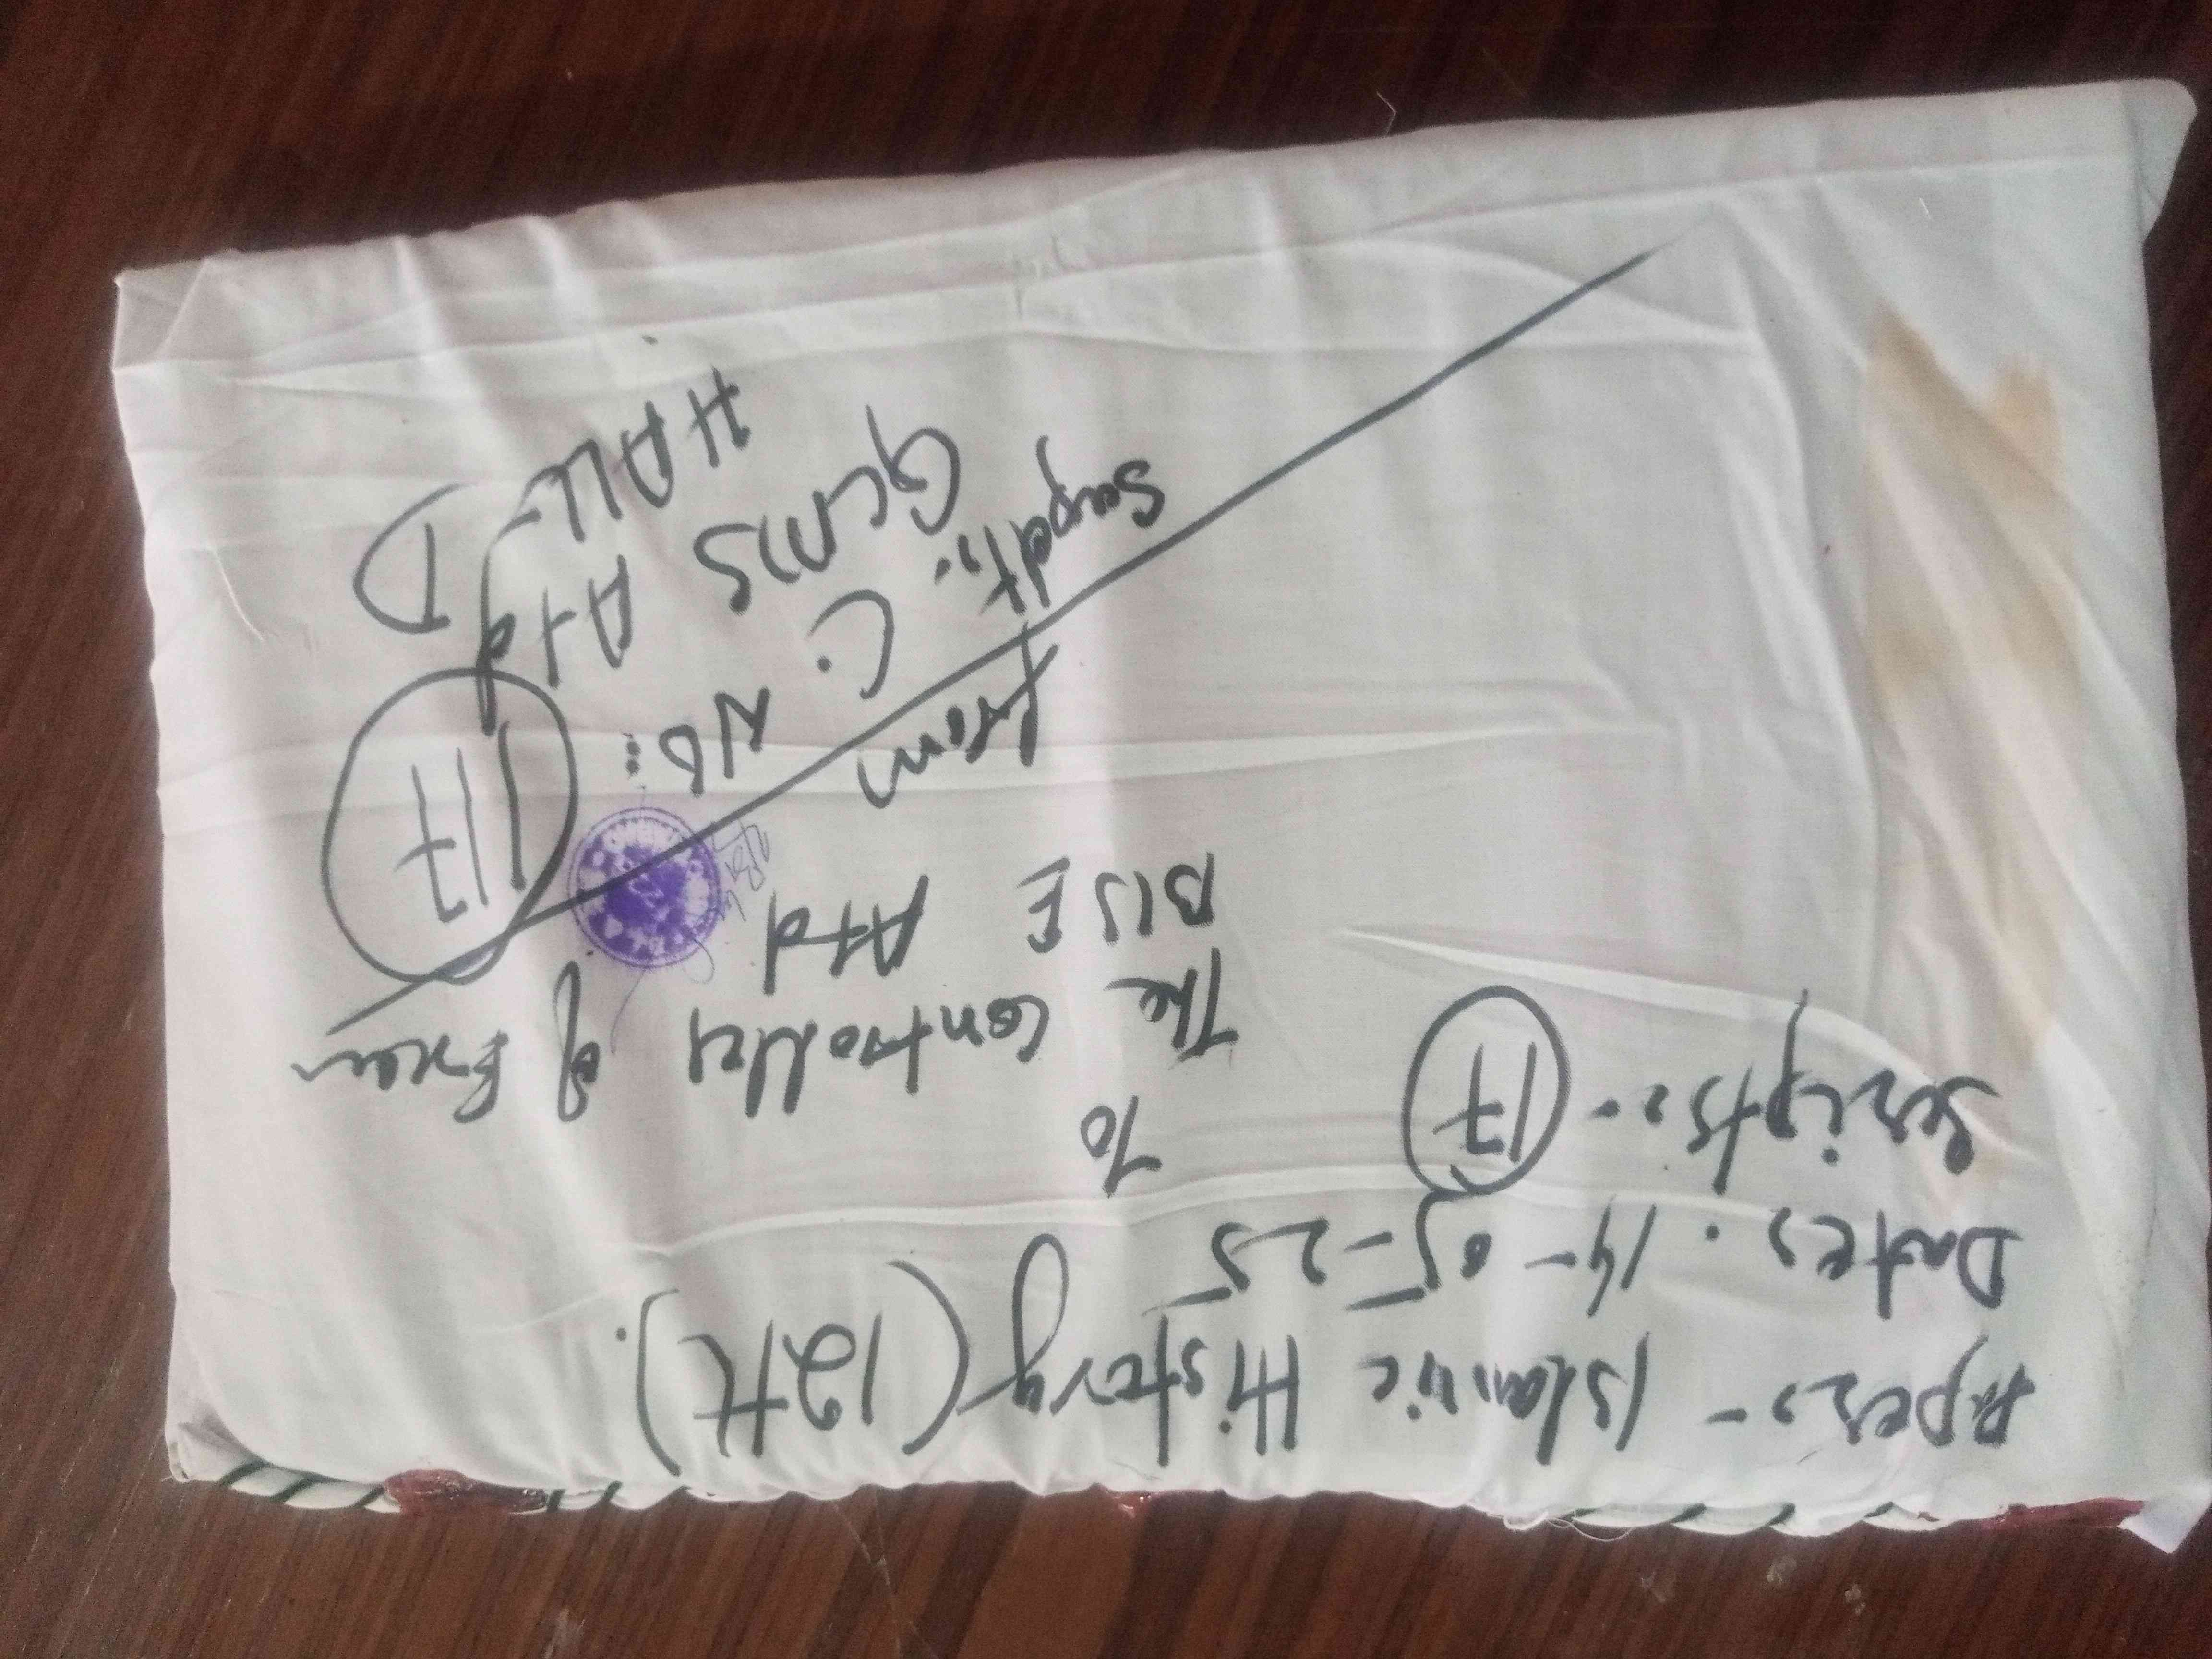 Paper:- Islamic History (12th).
Dates. 14-05-25
Scripts:- 17
To
The Controller of Exam
BISE Atd
From
Supdt:. HALL D
GCMS Atd
C. No. 117